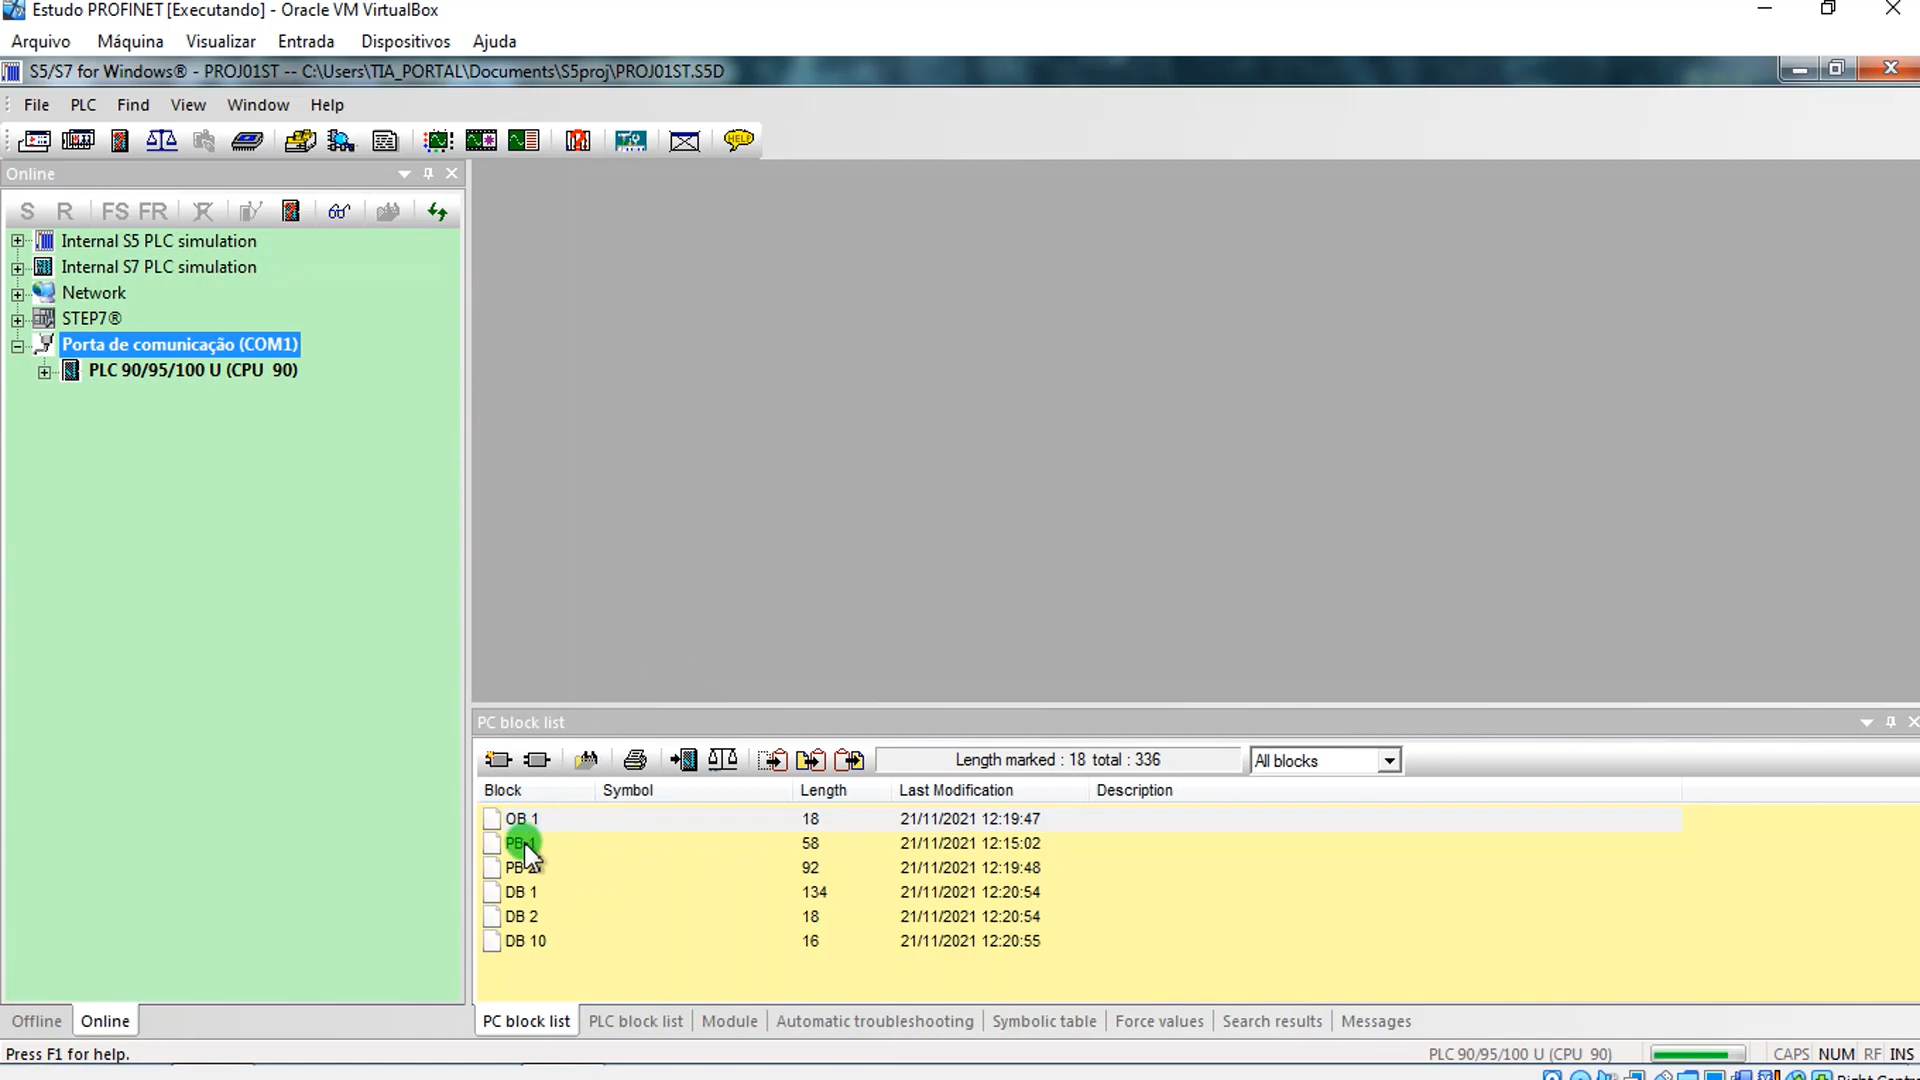 Estudo PROFINET [Executando] - Oracle VM VirtualBox
Arquivo Máquina Visualizar Entrada Dispositivos Ajuda
S5/S7 for Windows® - PROJ01ST -- C:\Users\TIA_PORTAL\Documents\S5proj\PROJ01ST.S5D
File PLC Find View Window Help
HELP
Online
S R FS FR
Internal S5 PLC simulation
Internal S7 PLC simulation
Network
STEP7®
Porta de comunicação (COM1)
PLC 90/95/100 U (CPU 90)
PC block list
Length marked : 18 total : 336 All blocks
Block Symbol Length Last Modification Description
OB 1 18 21/11/2021 12:19:47
PB 1 58 21/11/2021 12:15:02
PB 92 21/11/2021 12:19:48
DB 1 134 21/11/2021 12:20:54
DB 2 18 21/11/2021 12:20:54
DB 10 16 21/11/2021 12:20:55
Offline Online PC block list PLC block list Module Automatic troubleshooting Symbolic table Force values Search results Messages
Press F1 for help. PLC 90/95/100 U (CPU 90) CAPS NUM RF INS